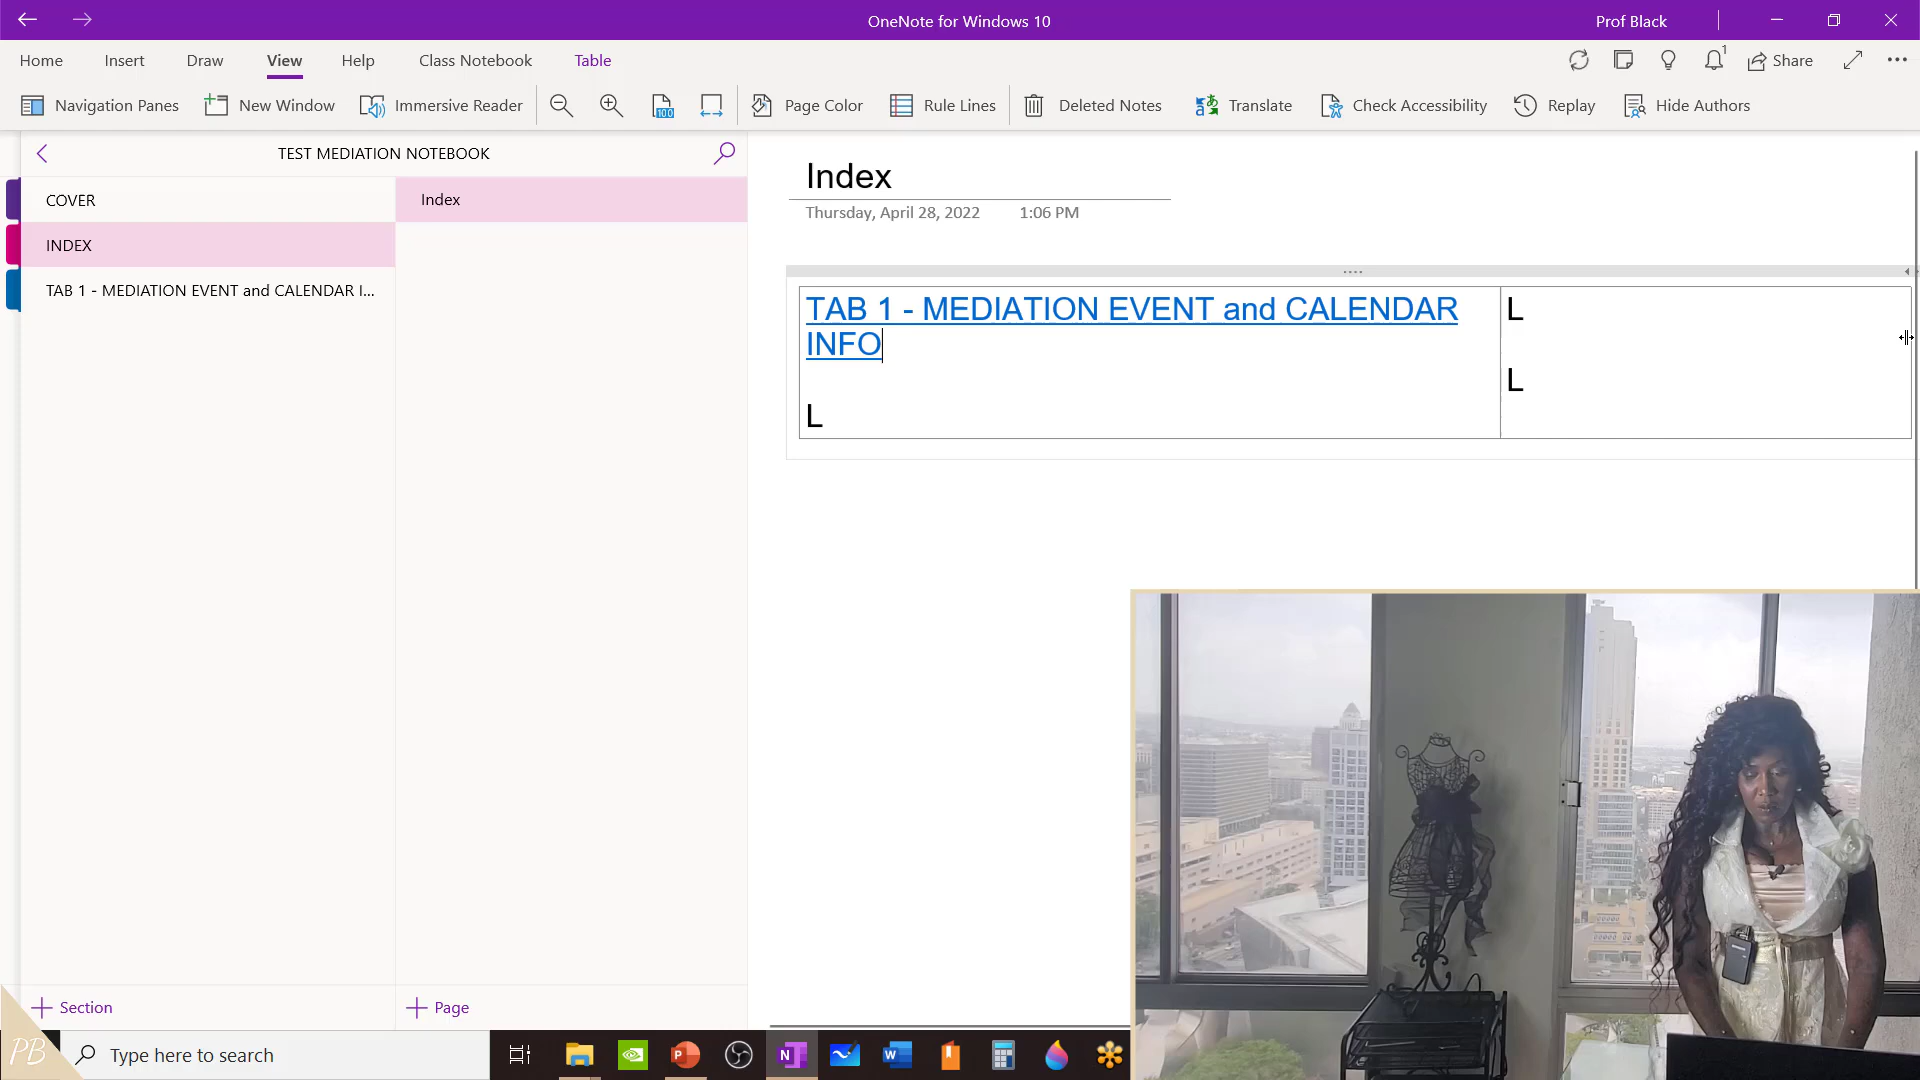 OneNote for Windows 10
Prof Black
Home Insert Draw View Help Class Notebook Table
1
Share
Navigation Panes New Window Immersive Reader 100 Page Color Rule Lines Deleted Notes Translate Check Accessibility Replay Hide Authors
TEST MEDIATION NOTEBOOK
COVER
INDEX
TAB 1 - MEDIATION EVENT and CALENDAR I...
Index
Index
Thursday, April 28, 2022 1:06 PM
TAB 1 - MEDIATION EVENT and CALENDAR
INFO
L
L
L
Section
Page
PB
Type here to search